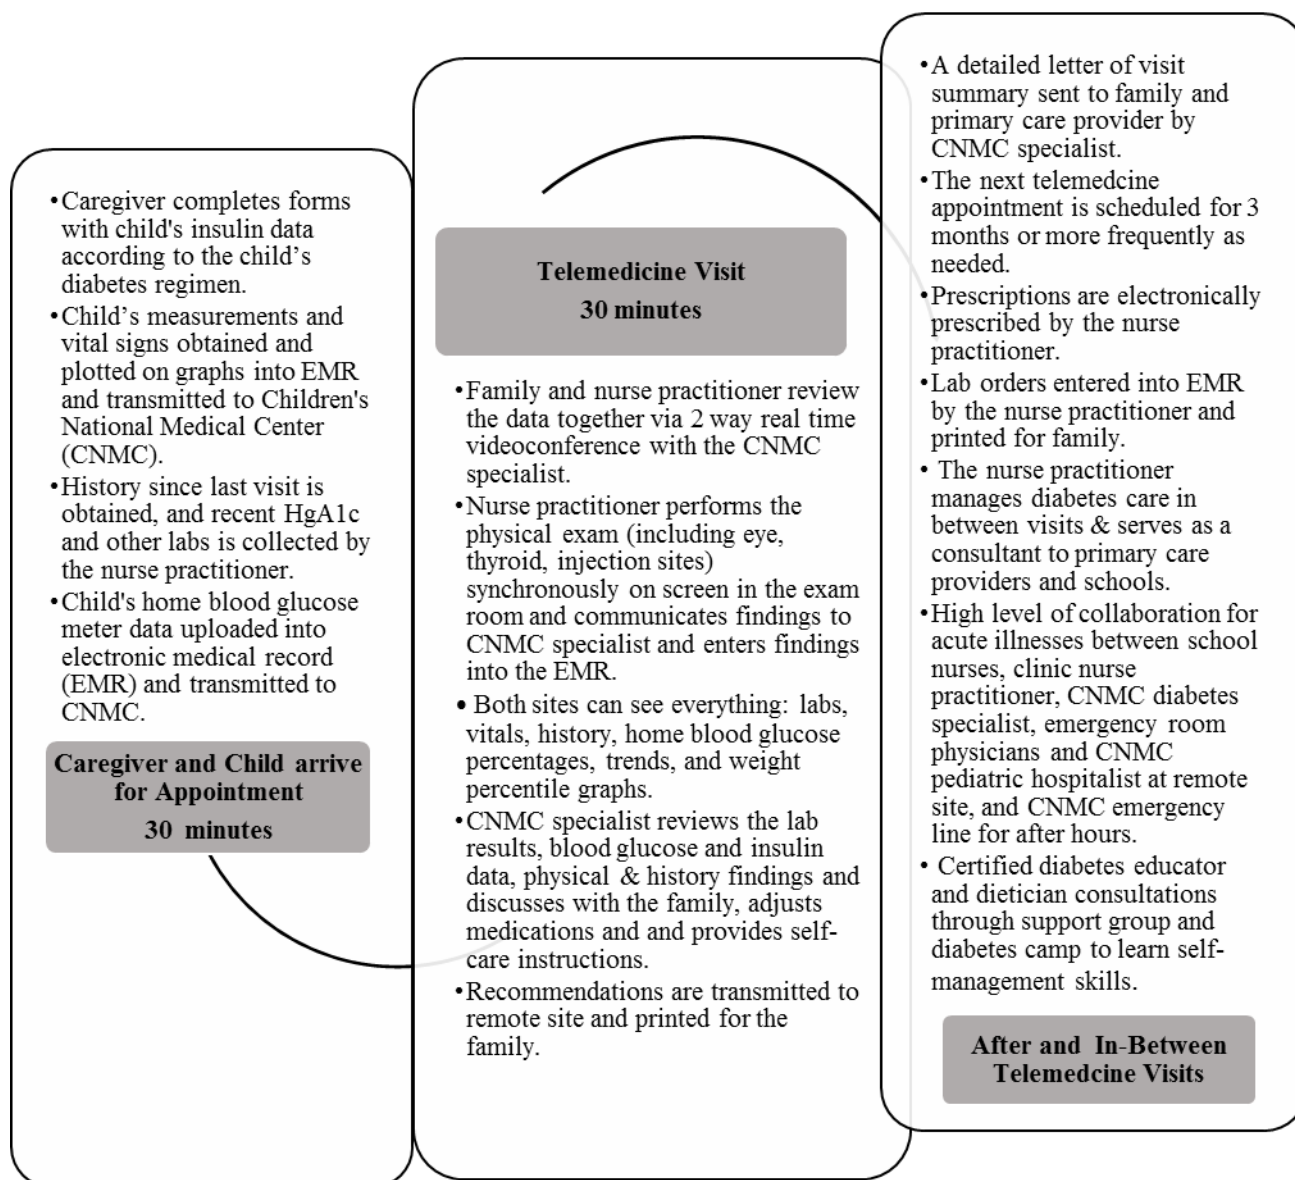 •Caregiver completes forms
with child's insulin data
according to the child’s
diabetes regimen.
•Child’s measurements and
vital signs obtained and
plotted on graphs into EMR
and transmitted to Children's
National Medical Center
(CNMC).
•History since last visit is
obtained, and recent HgA1c
and other labs is collected by
the nurse practitioner.
•Child's home blood glucose
meter data uploaded into
electronic medical record
(EMR) and transmitted to
CNMC.
Caregiver and Child arrive
for Appointment
30 minutes
Telemedicine Visit
30 minutes
•Family and nurse practitioner review
the data together via 2 way real time
videoconference with the CNMC
specialist.
•Nurse practitioner performs the
physical exam (including eye,
thyroid, injection sites)
synchronously on screen in the exam
room and communicates findings to
CNMC specialist and enters findings
into the EMR.
• Both sites can see everything: labs,
vitals, history, home blood glucose
percentages, trends, and weight
percentile graphs.
•CNMC specialist reviews the lab
results, blood glucose and insulin
data, physical & history findings and
discusses with the family, adjusts
medications and and provides self-
care instructions.
•Recommendations are transmitted to
remote site and printed for the
family.
•A detailed letter of visit
summary sent to family and
primary care provider by
CNMC specialist.
•The next telemedcine
appointment is scheduled for 3
months or more frequently as
needed.
•Prescriptions are electronically
prescribed by the nurse
practitioner.
•Lab orders entered into EMR
by the nurse practitioner and
printed for family.
• The nurse practitioner
manages diabetes care in
between visits & serves as a
consultant to primary care
providers and schools.
•High level of collaboration for
acute illnesses between school
nurses, clinic nurse
practitioner, CNMC diabetes
specialist, emergency room
physicians and CNMC
pediatric hospitalist at remote
site, and CNMC emergency
line for after hours.
• Certified diabetes educator
and dietician consultations
through support group and
diabetes camp to learn self-
management skills.
After and In-Between
Telemedcine Visits